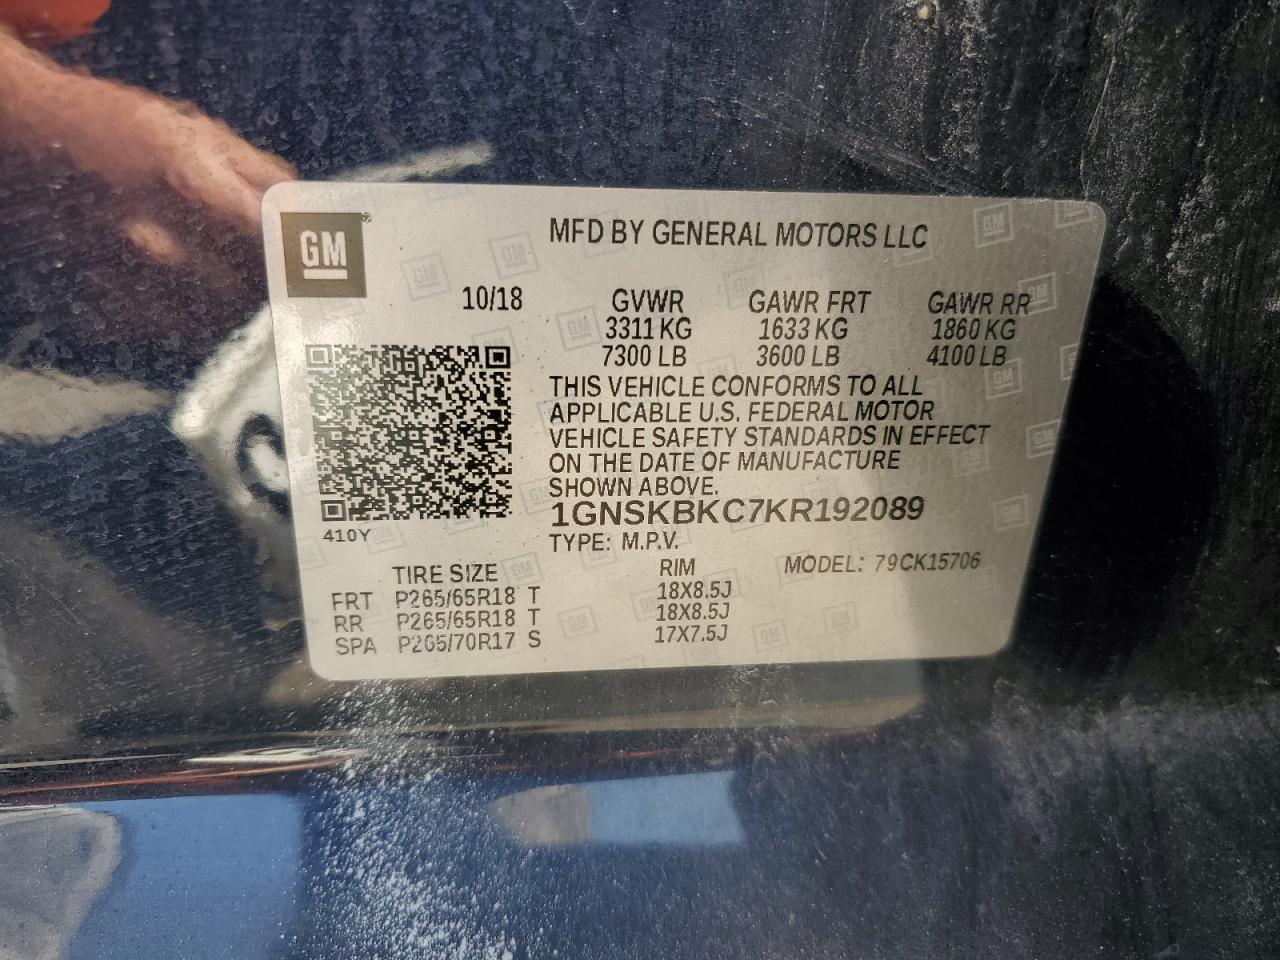 GM
MFD BY GENERAL MOTORS LLC
10/18 GVWR GAWR FRT GAWR RR
3311 KG 1633 KG 1860 KG
7300 LB 3600 LB 4100 LB
THIS VEHICLE CONFORMS TO ALL
APPLICABLE U.S. FEDERAL MOTOR
VEHICLE SAFETY STANDARDS IN EFFECT
ON THE DATE OF MANUFACTURE
SHOWN ABOVE.
1GNSKBKC7KR192089
410Y
TYPE: M.P.V.
MODEL: 79CK15706
TIRE SIZE RIM
FRT P265/65R18 T 18X8.5J
RR P265/65R18 T 18X8.5J
SPA P265/70R17 S 17X7.5J